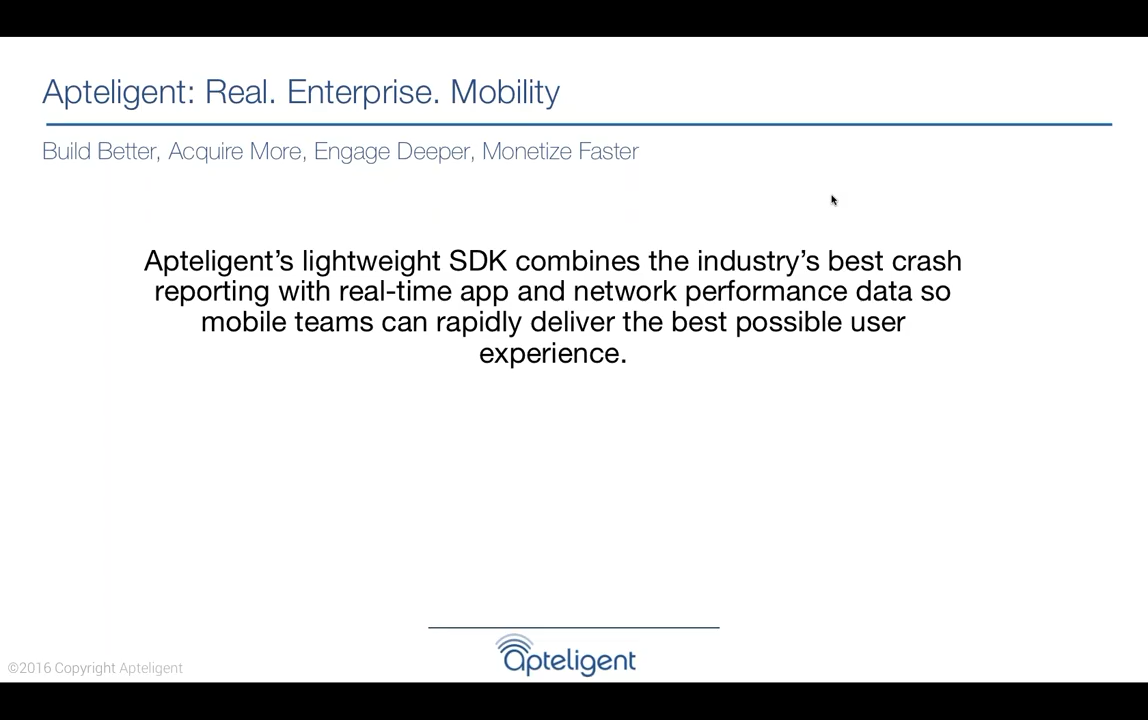 Apteligent: Real. Enterprise. Mobility
Build Better, Acquire More, Engage Deeper, Monetize Faster
Apteligent’s lightweight SDK combines the industry’s best crash
reporting with real-time app and network performance data so
mobile teams can rapidly deliver the best possible user
experience.
©2016 Copyright Apteligent
apteligent